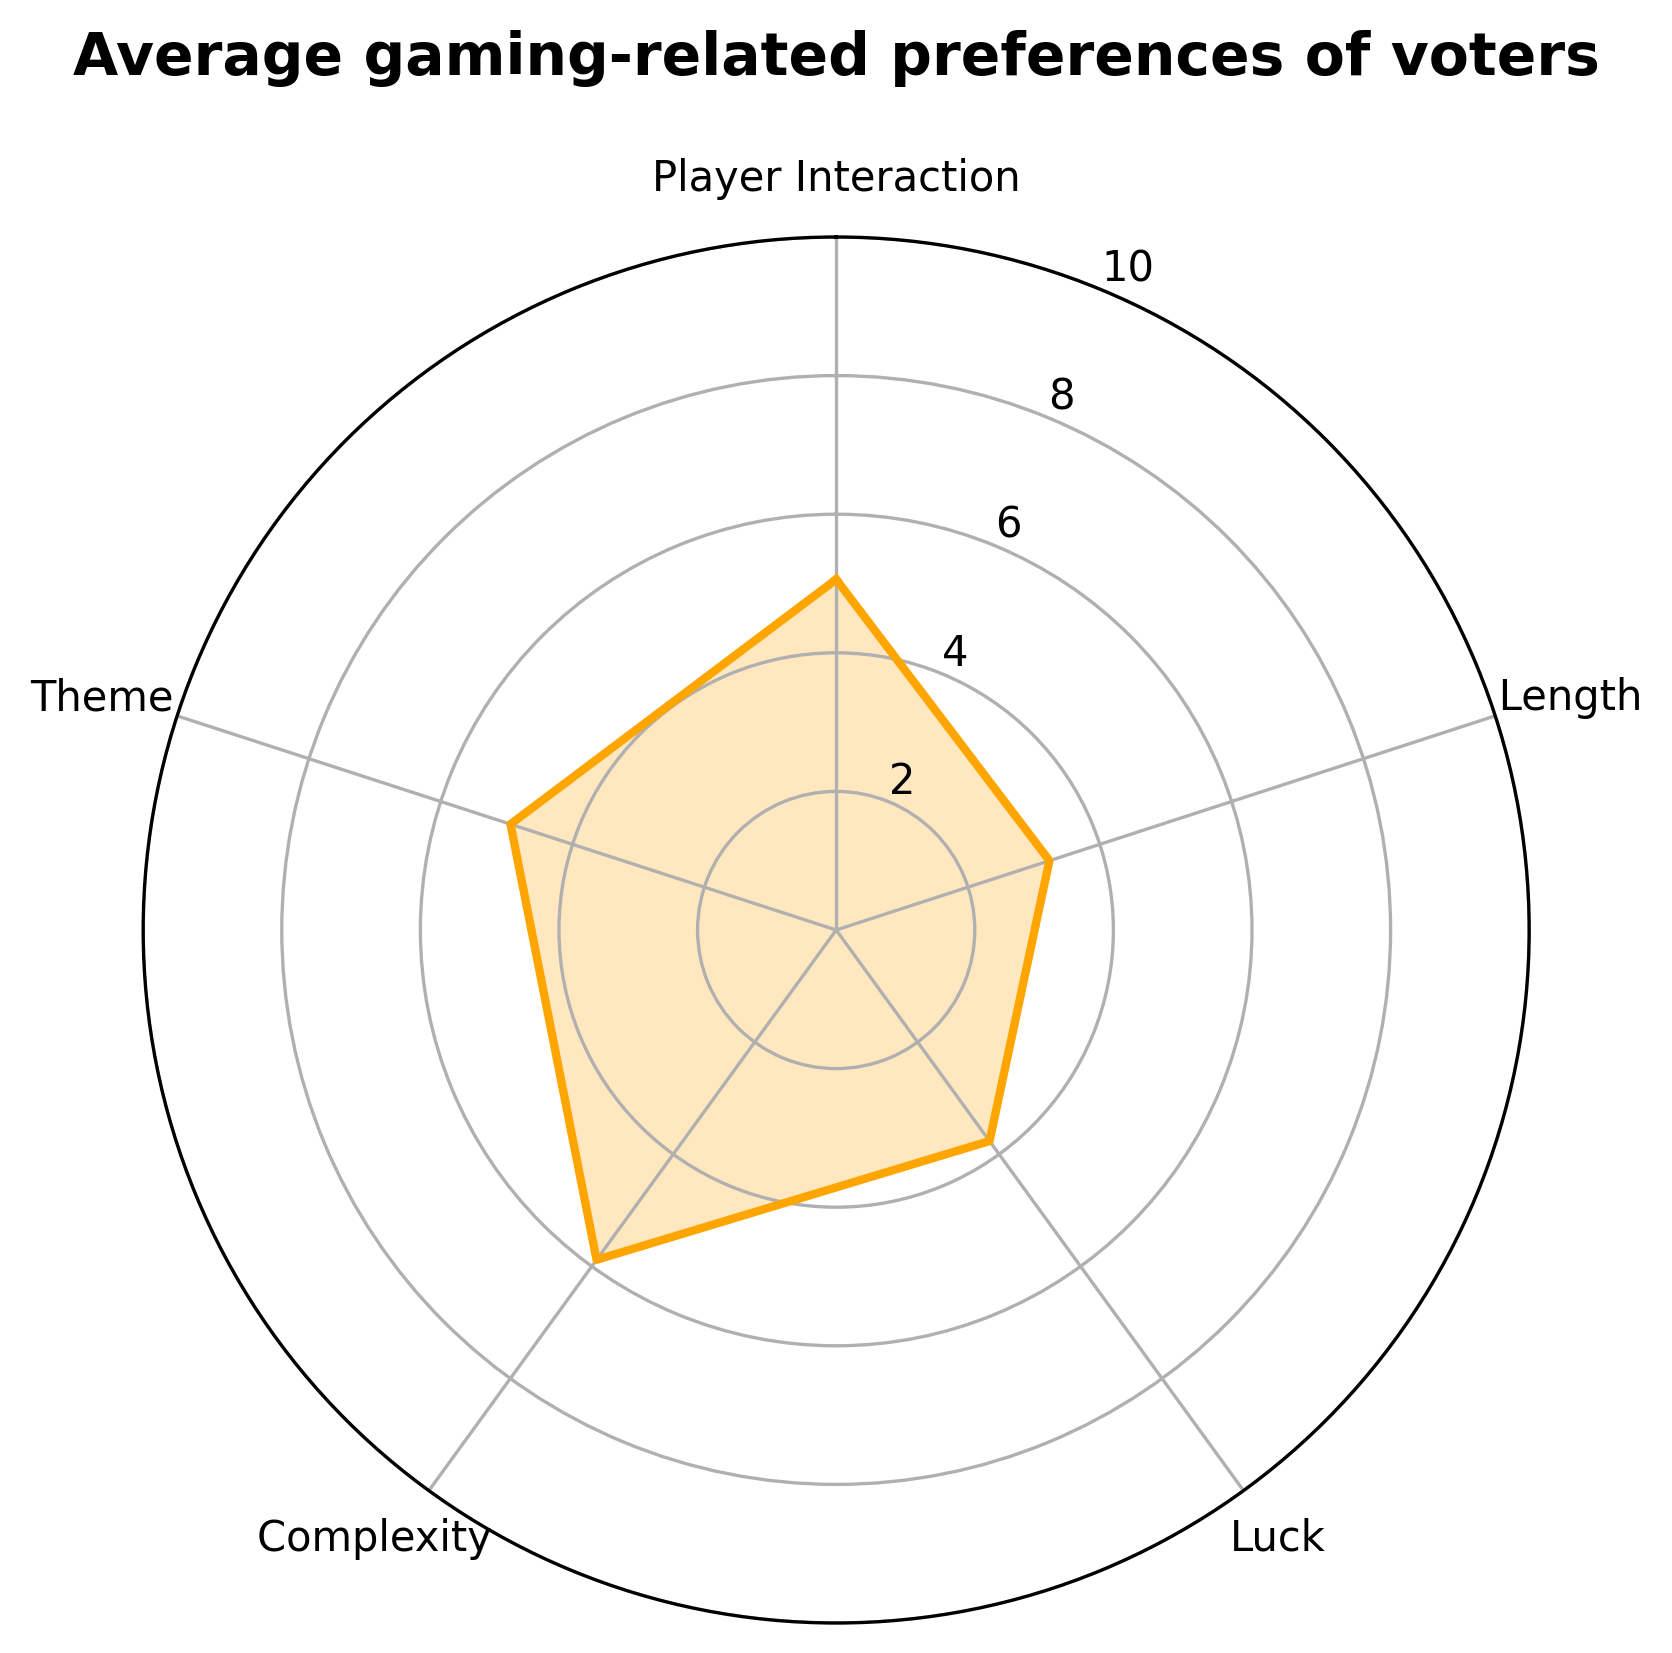 Average gaming-related preferences of voters
Player Interaction
10
8
6
4
2
Theme
Length
Complexity
Luck